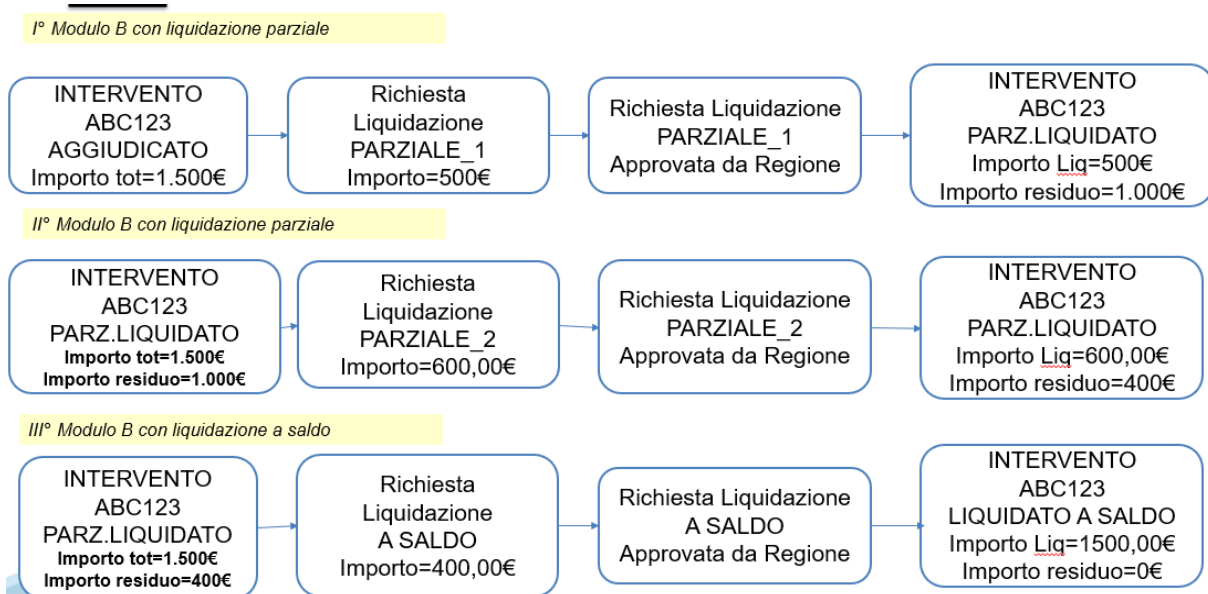 I° Modulo B con liquidazione parziale
INTERVENTO
ABC123
AGGIUDICATO
Importo tot=1.500€
Richiesta
Liquidazione
PARZIALE_1
Importo=500€
Richiesta Liquidazione
PARZIALE_1
Approvata da Regione
INTERVENTO
ABC123
PARZ.LIQUIDATO
Importo Liq=500€
Importo residuo=1.000€
II° Modulo B con liquidazione parziale
INTERVENTO
ABC123
PARZ.LIQUIDATO
Importo tot=1.500€
Importo residuo=1.000€
Richiesta
Liquidazione
PARZIALE_2
Importo=600,00€
Richiesta Liquidazione
PARZIALE_2
Approvata da Regione
INTERVENTO
ABC123
PARZ.LIQUIDATO
Importo Liq=600,00€
Importo residuo=400€
III° Modulo B con liquidazione a saldo
INTERVENTO
ABC123
PARZ.LIQUIDATO
Importo tot=1.500€
Importo residuo=400€
Richiesta
Liquidazione
A SALDO
Importo=400,00€
Richiesta Liquidazione
A SALDO
Approvata da Regione
INTERVENTO
ABC123
LIQUIDATO A SALDO
Importo Liq=1500,00€
Importo residuo=0€